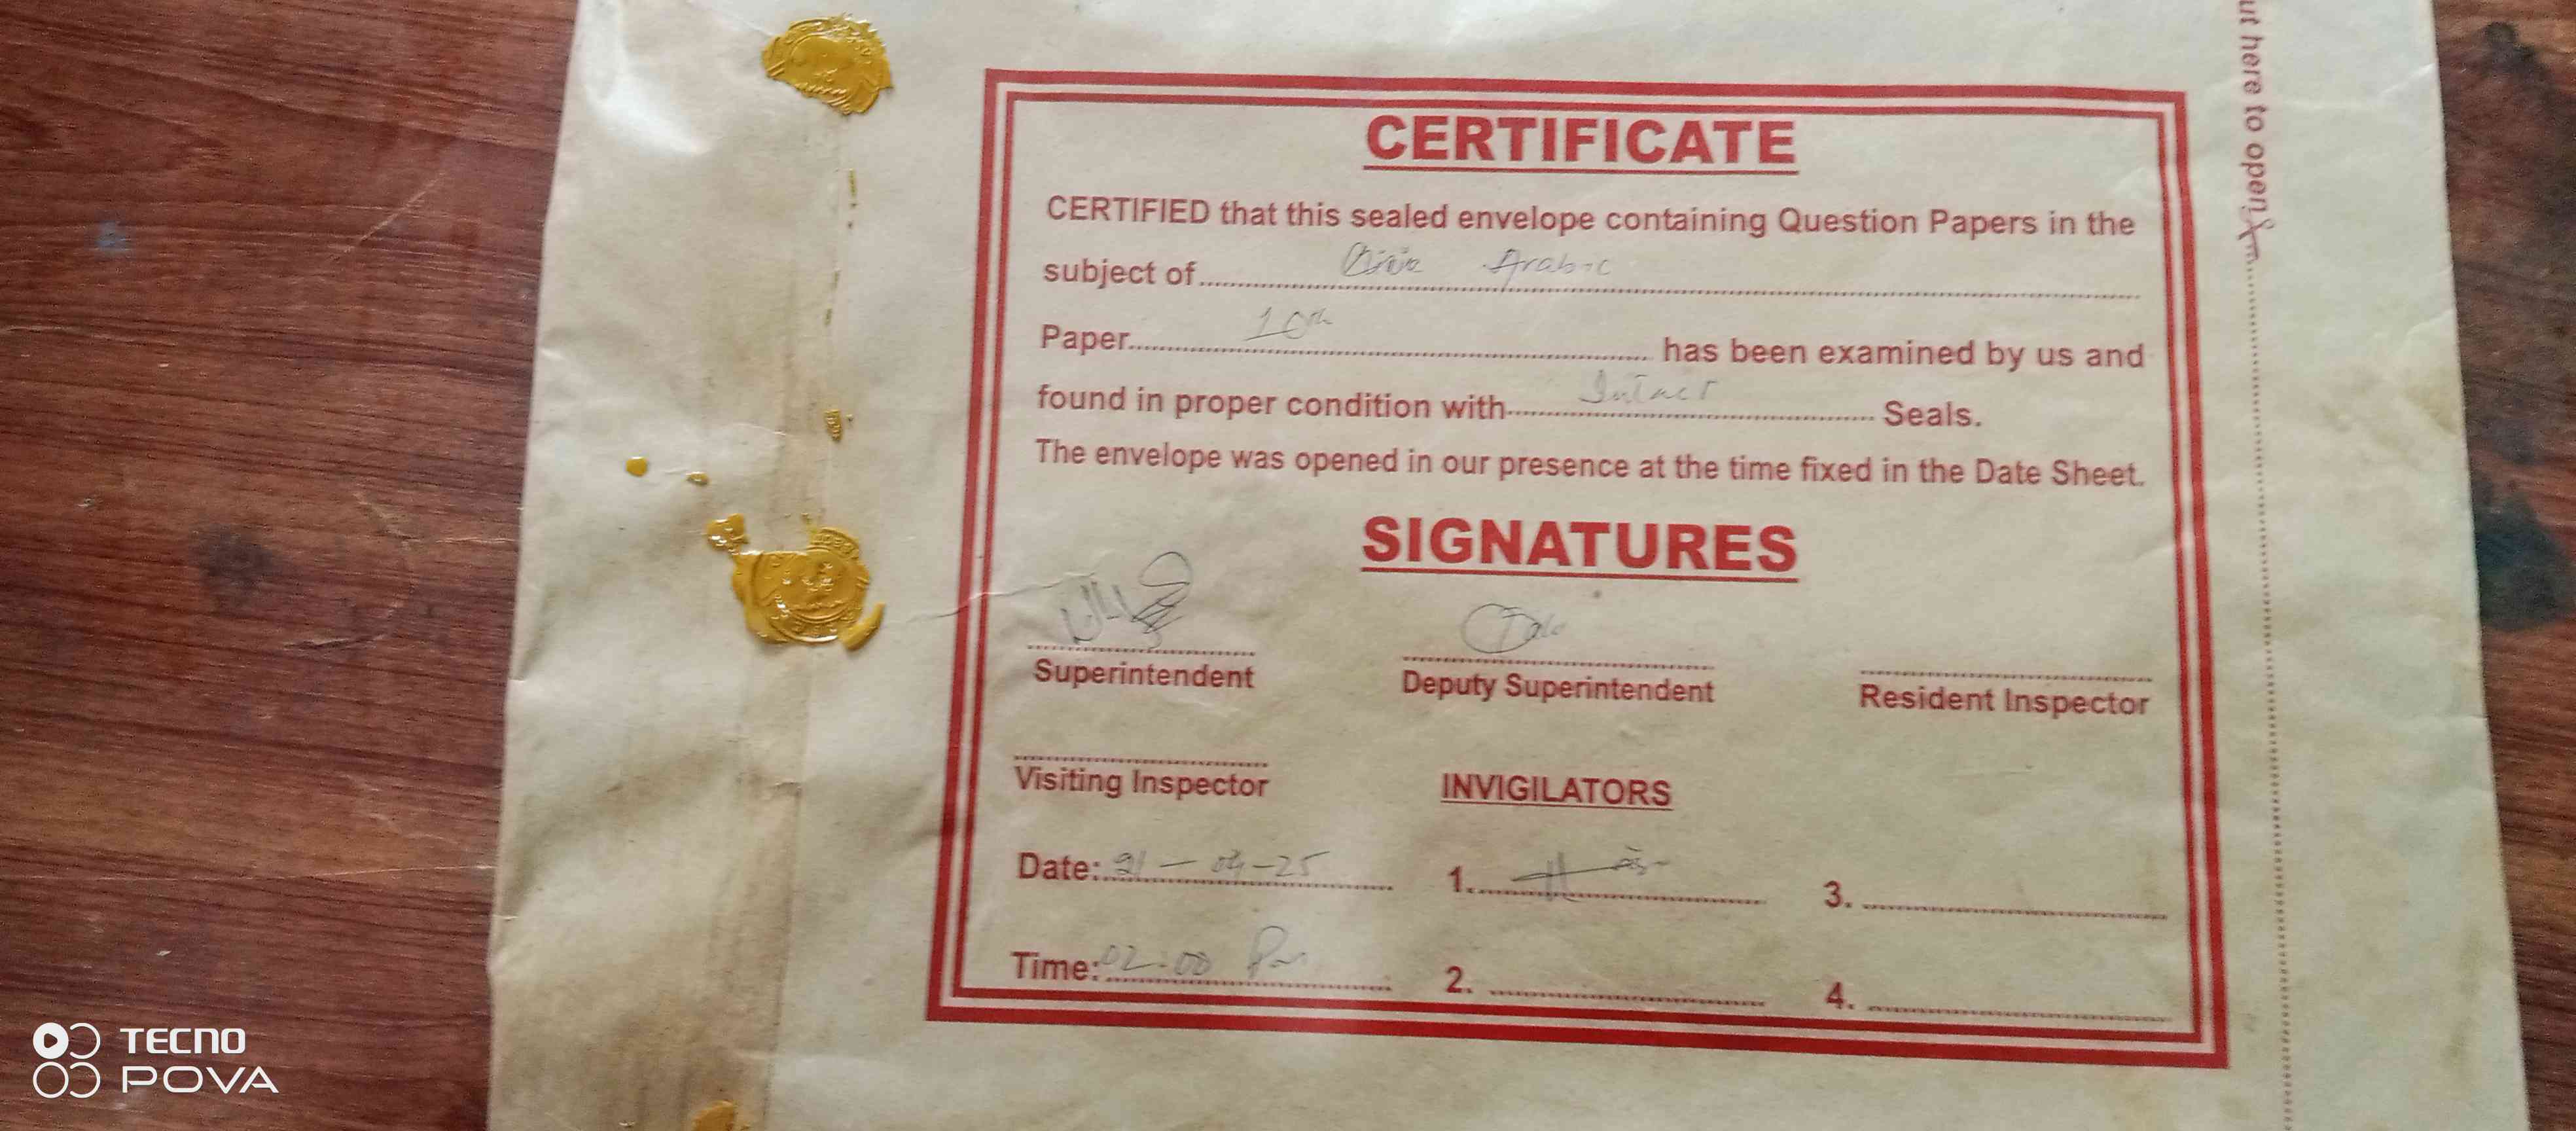 CERTIFICATE
CERTIFIED that this sealed envelope containing Question Papers in the
subject of Arabic
Paper 10th has been examined by us and
found in proper condition with Intact Seals.
The envelope was opened in our presence at the time fixed in the Date Sheet.
SIGNATURES
Superintendent
Deputy Superintendent
Resident Inspector
Visiting Inspector
INVIGILATORS
Date: 21-04-25
1.
3.
Time: 02:00 Pm
2.
4.
ut here to open
TECNO
POVA